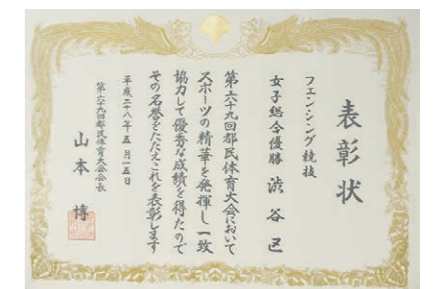 表彰状
フェンシング競技
女子総合優勝 渋谷区
第六十九回都民体育大会において
スポーツの精華を発揮し一致
協力して優秀な成績を得たので
その名誉をたたえこれを表彰します
平成二十八年五月一五日
第六十九回都民体育大会会長
山本 博